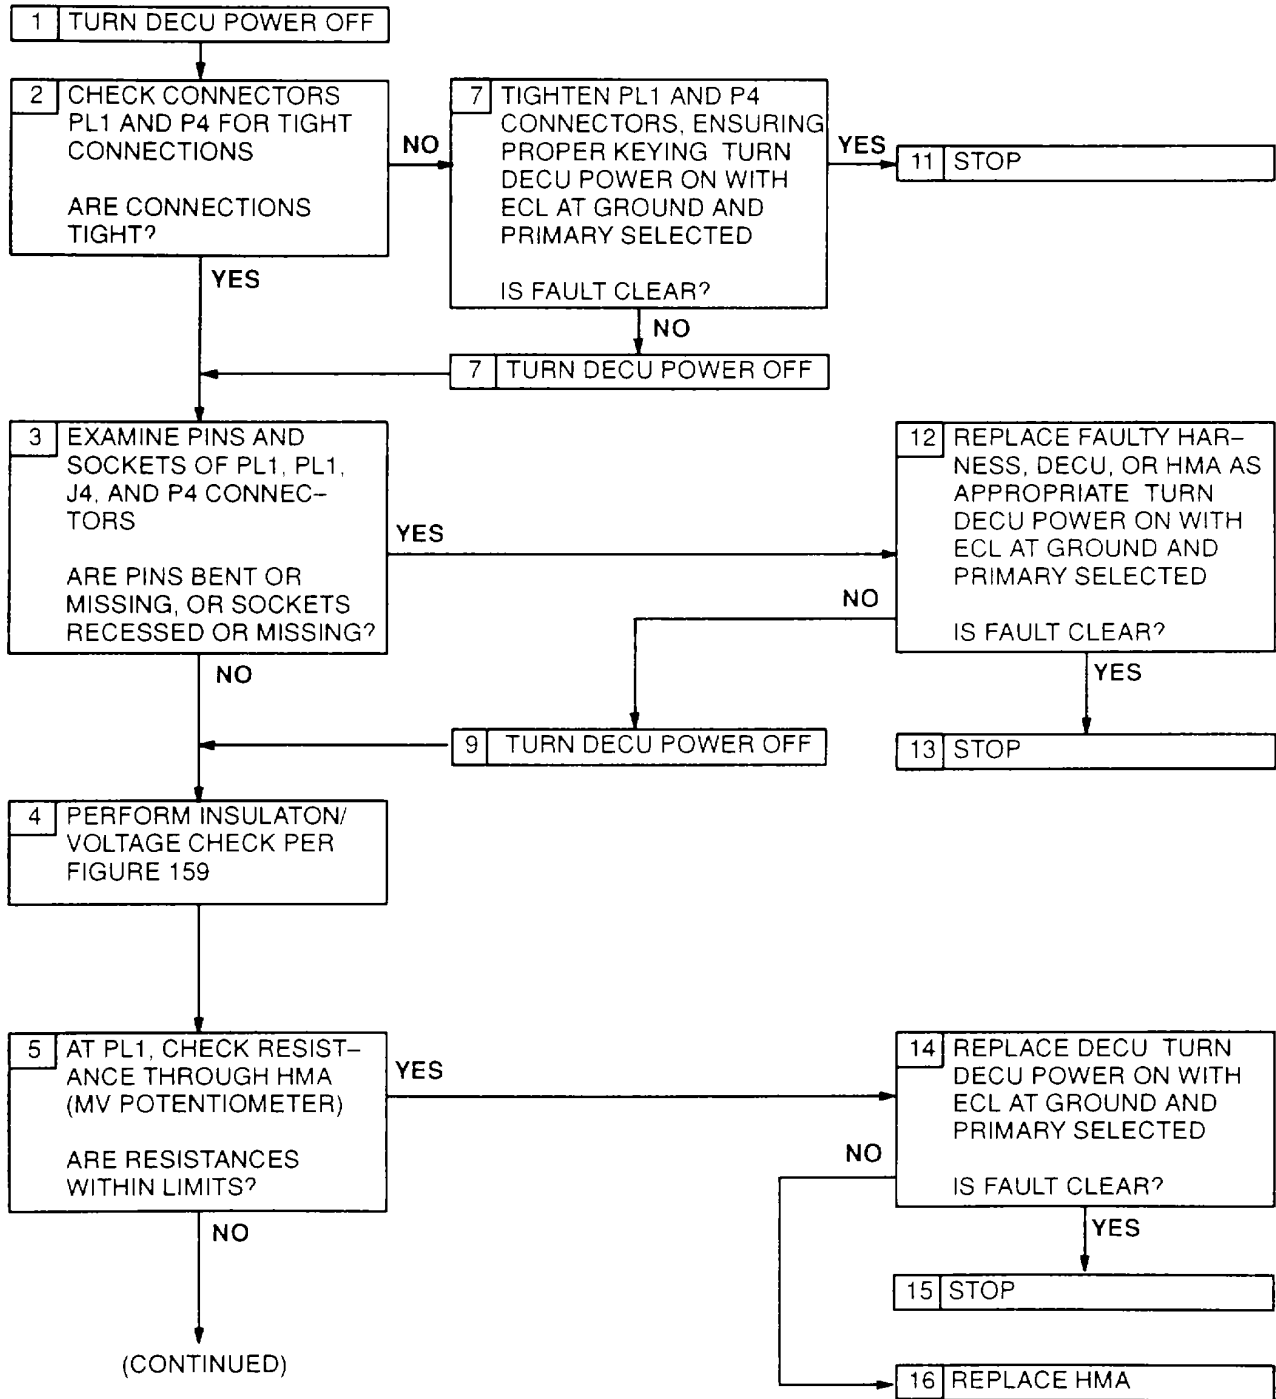 1 TURN DECU POWER OFF
2 CHECK CONNECTORS
PL1 AND P4 FOR TIGHT
CONNECTIONS
ARE CONNECTIONS
TIGHT?
NO
YES
7 TIGHTEN PL1 AND P4
CONNECTORS, ENSURING
PROPER KEYING TURN
DECU POWER ON WITH
ECL AT GROUND AND
PRIMARY SELECTED
IS FAULT CLEAR?
YES
NO
11 STOP
7 TURN DECU POWER OFF
3 EXAMINE PINS AND
SOCKETS OF PL1, PL1,
J4, AND P4 CONNEC–
TORS
ARE PINS BENT OR
MISSING, OR SOCKETS
RECESSED OR MISSING?
YES
NO
12 REPLACE FAULTY HAR–
NESS, DECU, OR HMA AS
APPROPRIATE TURN
DECU POWER ON WITH
ECL AT GROUND AND
PRIMARY SELECTED
IS FAULT CLEAR?
NO
YES
9 TURN DECU POWER OFF
13 STOP
4 PERFORM INSULATON/
VOLTAGE CHECK PER
FIGURE 159
5 AT PL1, CHECK RESIST–
ANCE THROUGH HMA
(MV POTENTIOMETER)
ARE RESISTANCES
WITHIN LIMITS?
YES
NO
14 REPLACE DECU TURN
DECU POWER ON WITH
ECL AT GROUND AND
PRIMARY SELECTED
IS FAULT CLEAR?
NO
YES
15 STOP
(CONTINUED)
16 REPLACE HMA